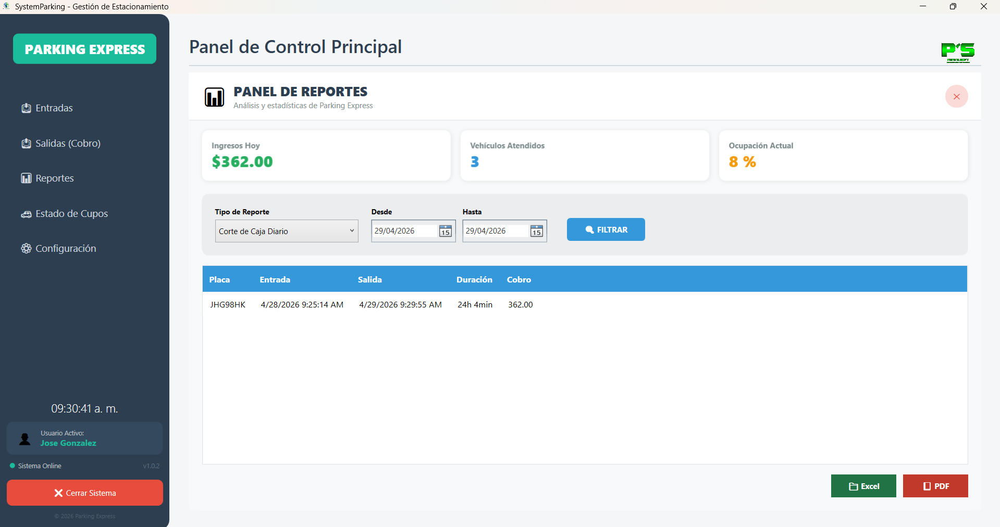 SystemParking - Gestión de Estacionamiento
PARKING EXPRESS
Entradas
Salidas (Cobro)
Reportes
Estado de Cupos
Configuración
09:30:41 a. m.
Usuario Activo:
Jose Gonzalez
Sistema Online v1.0.2
Cerrar Sistema
© 2026 Parking Express
Panel de Control Principal
P'S
PANEL DE REPORTES
Análisis y estadísticas de Parking Express
Ingresos Hoy
$362.00
Vehículos Atendidos
3
Ocupación Actual
8 %
Tipo de Reporte Desde Hasta
Corte de Caja Diario 29/04/2026 15 29/04/2026 15 FILTRAR
Placa Entrada Salida Duración Cobro
JHG98HK 4/28/2026 9:25:14 AM 4/29/2026 9:29:55 AM 24h 4min 362.00
Excel PDF